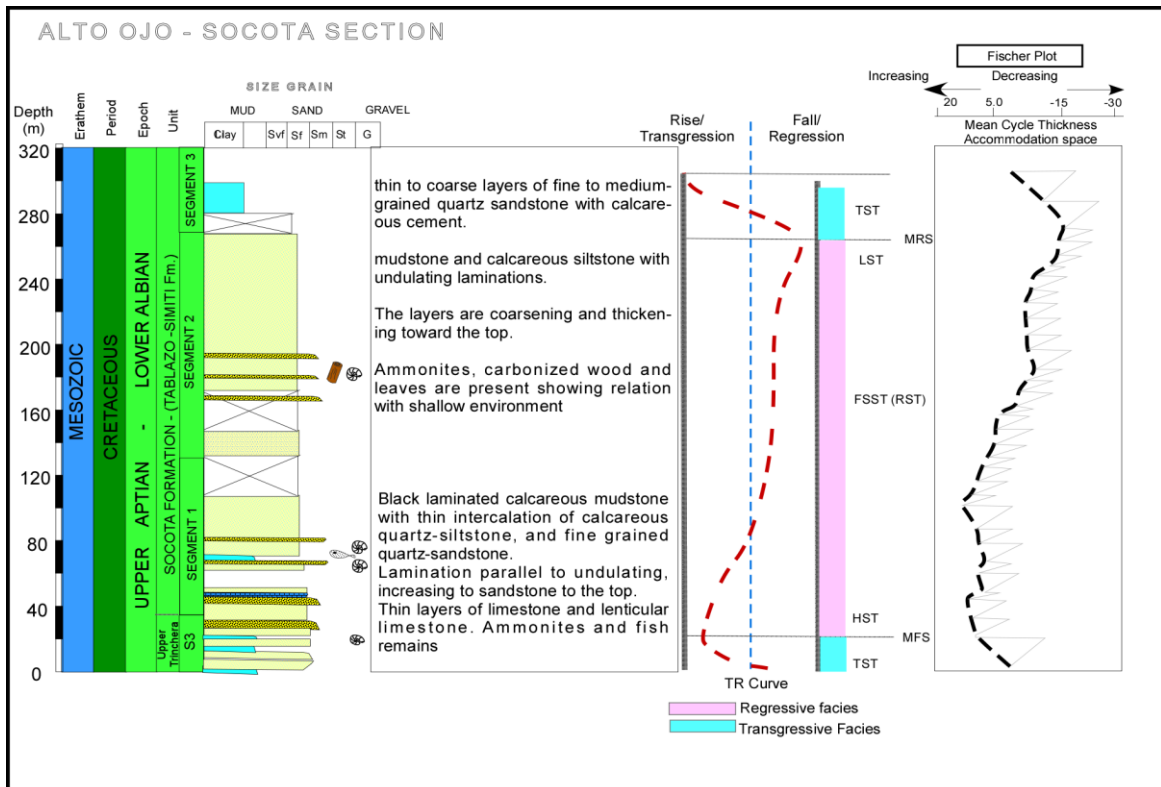 ALTO OJO - SOCOTA SECTION
Fischer Plot
Increasing
Decreasing
20 5.0 -15 -30
Mean Cycle Thickness
Accommodation space
SIZE GRAIN
MUD SAND GRAVEL
Clay Svf Sf Sm St G
Depth
(m)
Erathem
Period
Epoch
Unit
Rise/
Transgression
Fall/
Regression
320
280
240
200
160
120
80
40
0
MESOZOIC
CRETACEOUS
UPPER APTIAN - LOWER ALBIAN
SOCOTA FORMATION - (TABLAZO -SIMITI Fm.)
Upper
Trinchera
SEGMENT 3
SEGMENT 2
SEGMENT 1
S3
thin to coarse layers of fine to medium-
grained quartz sandstone with calcar-
eous cement.
mudstone and calcareous siltstone with
undulating laminations.
The layers are coarsening and thicken-
ing toward the top.
Ammonites, carbonized wood and
leaves are present showing relation
with shallow environment
Black laminated calcareous mudstone
with thin intercalation of calcareous
quartz-siltstone, and fine grained
quartz-sandstone.
Lamination parallel to undulating,
increasing to sandstone to the top.
Thin layers of limestone and lenticular
limestone. Ammonites and fish
remains
TST
MRS
LST
FSST (RST)
HST
MFS
TST
TR Curve
Regressive facies
Transgressive Facies